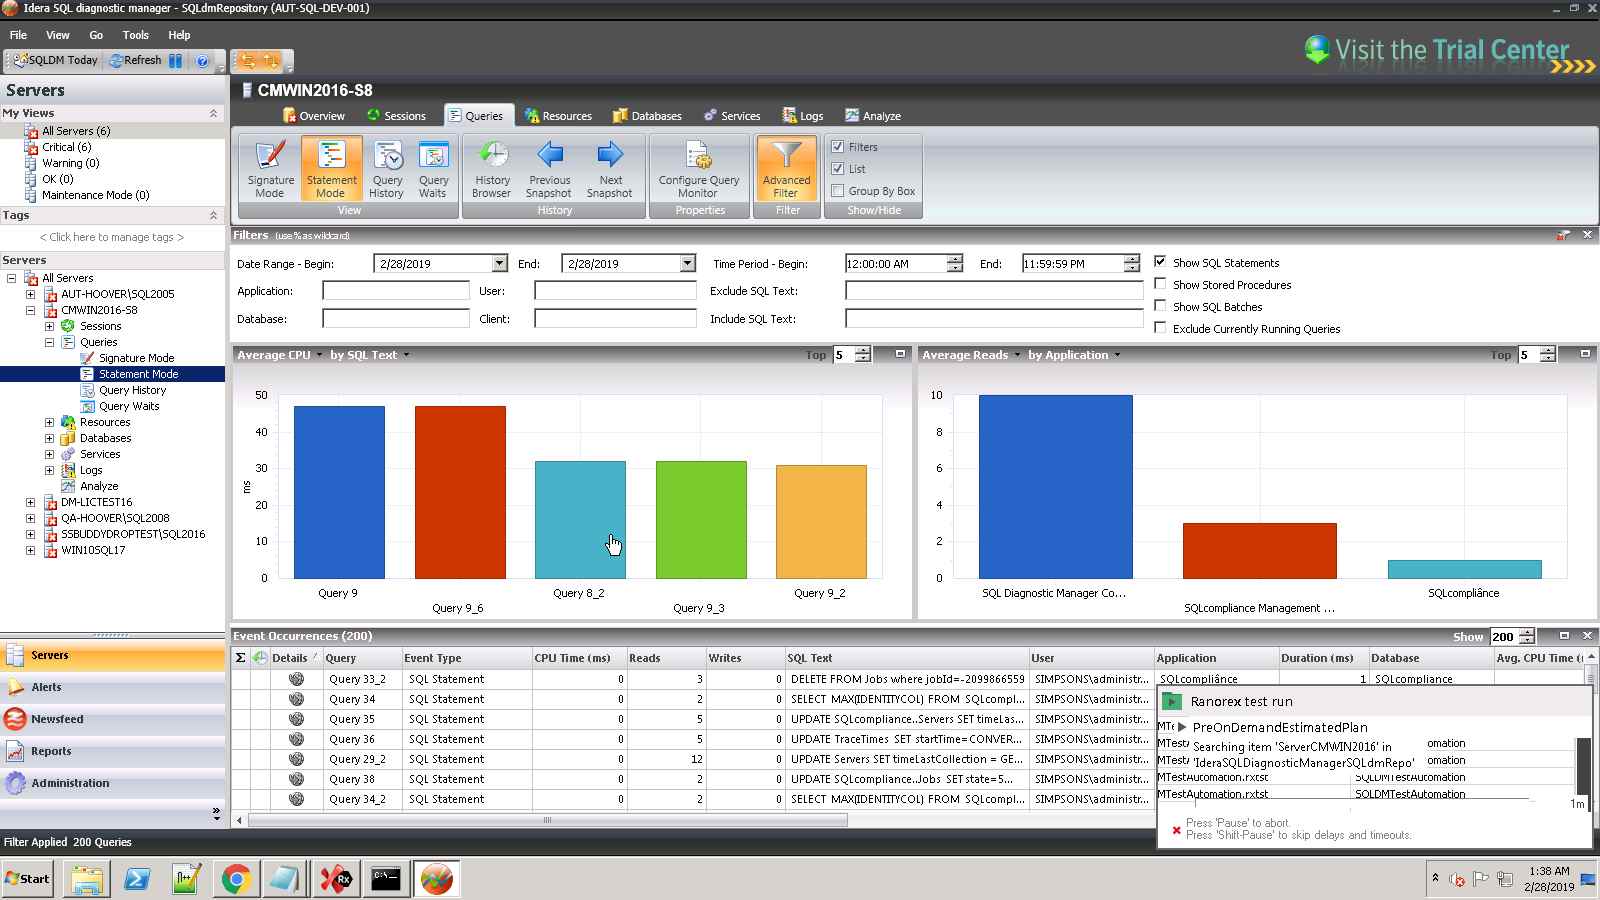 Idera SQL diagnostic manager - SQLdmRepository (AUT-SQL-DEV-001)
File View Go Tools Help
SQLDM Today Refresh
Visit the Trial Center
Servers
CMWIN2016-S8
My Views
All Servers (6)
Critical (6)
Warning (0)
OK (0)
Maintenance Mode (0)
Tags
< Click here to manage tags >
Servers
All Servers
AUT-HOOVER\SQL2005
CMWIN2016-S8
Sessions
Queries
Signature Mode
Statement Mode
Query History
Query Waits
Resources
Databases
Services
Logs
Analyze
DM-LICTEST16
QA-HOOVER\SQL2008
SSBUDDYDROPTEST\SQL2016
WIN10SQL17
Servers
Alerts
Newsfeed
Reports
Administration
Overview Sessions Queries Resources Databases Services Logs Analyze
Signature Mode
Statement Mode
Query History
Query Waits
View
History Browser
Previous Snapshot
Next Snapshot
History
Configure Query Monitor
Properties
Advanced Filter
Filter
Filters
List
Group By Box
Show/Hide
Filters (use % as wildcard)
Date Range - Begin: 2/28/2019 End: 2/28/2019 Time Period - Begin: 12:00:00 AM End: 11:59:59 PM Show SQL Statements
Show Stored Procedures
Application: User: Exclude SQL Text:
Show SQL Batches
Database: Client: Include SQL Text:
Exclude Currently Running Queries
Average CPU by SQL Text Top 5
50
40
30
20
10
0
ms
Query 9
Query 9_6
Query 8_2
Query 9_3
Query 9_2
Average Reads by Application Top 5
10
8
6
4
2
0
SQL Diagnostic Manager Co...
SQLcompliance Management ...
SQLcompliânce
Event Occurrences (200) Show 200
Σ Details Query Event Type CPU Time (ms) Reads Writes SQL Text User Application Duration (ms) Database Avg. CPU Time (
Query 33_2 SQL Statement 0 3 0 DELETE FROM Jobs where jobId=-2099866559 SIMPSONS\administr... SQLcompliânce 1 SQLcompliance
Query 34 SQL Statement 0 2 0 SELECT MAX(IDENTITYCOL) FROM SQLcomp... SIMPSONS\administr...
Query 35 SQL Statement 0 5 0 UPDATE SQLcompliance..Servers SET timeLas... SIMPSONS\administr...
Query 36 SQL Statement 0 5 0 UPDATE TraceTimes SET startTime=CONVER... SIMPSONS\administr...
Query 29_2 SQL Statement 0 12 0 UPDATE Servers SET timeLastCollection = GE... SIMPSONS\administr...
Query 38 SQL Statement 0 2 0 UPDATE SQLcompliance..Jobs SET state=5... SIMPSONS\administr...
Query 34_2 SQL Statement 0 2 0 SELECT MAX(IDENTITYCOL) FROM SQLcompl... SIMPSONS\administr...
Ranorex test run
PreOnDemandEstimatedPlan
Searching item 'ServerCMWIN2016' in
'IderaSQLDiagnosticManagerSQLdmRepo'
omation
omation
omation
MTestAutomation.rxtst SQLDMTestAutomation
1m
Press 'Pause' to abort.
Press 'Shift-Pause' to skip delays and timeouts.
Filter Applied 200 Queries
Start
1:38 AM
2/28/2019